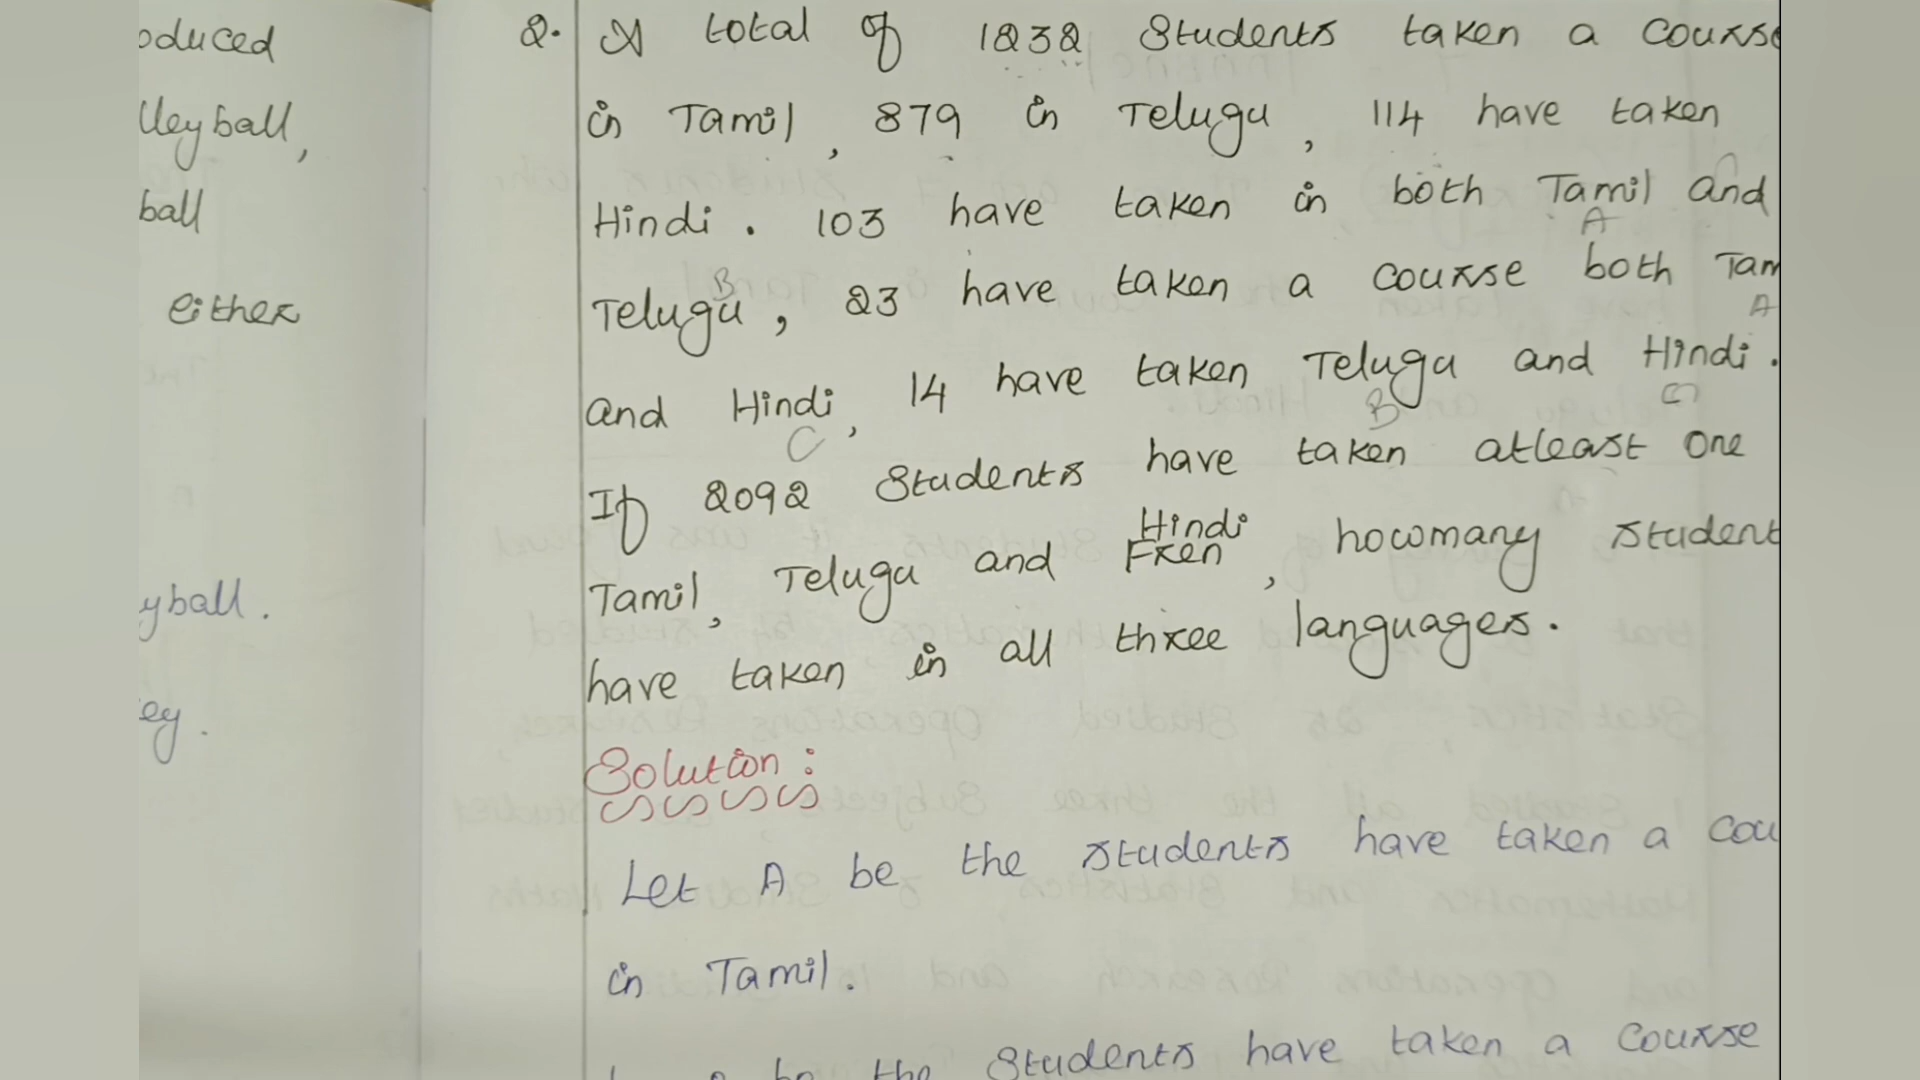 oduced
lleyball,
ball
either
yball.
ey.
2. A total of 1232 Students taken a course
in Tamil, 879 in Telugu, 114 have taken
Hindi. 103 have taken in both Tamil and
A
Telugu, 23 have taken a course both Tam
B
A
and Hindi, 14 have taken Telugu and Hindi.
C B C
If 2092 Students have taken atleast one
Hindi
Tamil, Telugu and Fren, howmany student
have taken in all three languages.
Solution:
Let A be the students have taken a cou
in Tamil.
be the Students have taken a course